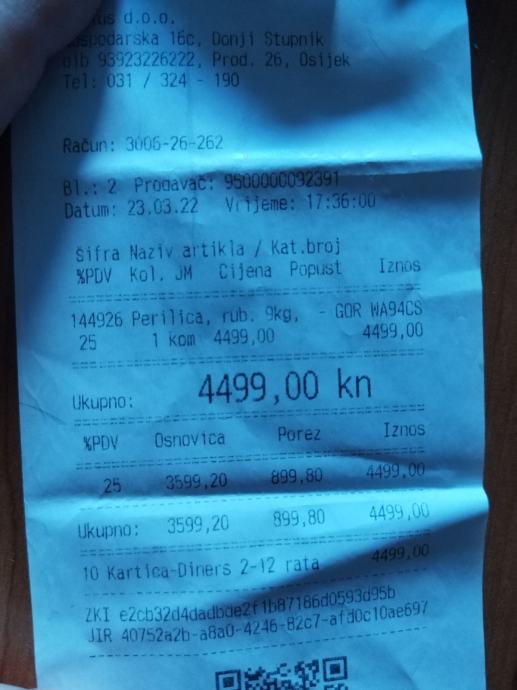 d.o.o.
16c, Donji Stupnik
oib 93923226222, Prod. 26, Osijek
Tel: 031 / 324 - 190
Račun: 3006-26-262
Bl.: 2 Prodavač: 9500000092391
Datum: 23.03.22 Vrijeme: 17:36:00
Šifra Naziv artikla / Kat.broj
%PDV Kol. JM Cijena Popust Iznos
144926 Perilica, rub. 9kg, - GOR WA94CS
25 1 kom 4499,00 4499,00
Ukupno: 4499,00 kn
%PDV Osnovica Porez Iznos
25 3599,20 899,80 4499,00
Ukupno: 3599,20 899,80 4499,00
10 Kartica-Diners 2-12 rata 4499,00
ZKI e2cb32d4dadbde2f1b87186d0593d95b
JIR 40752a2b-a8a0-4246-82c7-afd0c10ae697